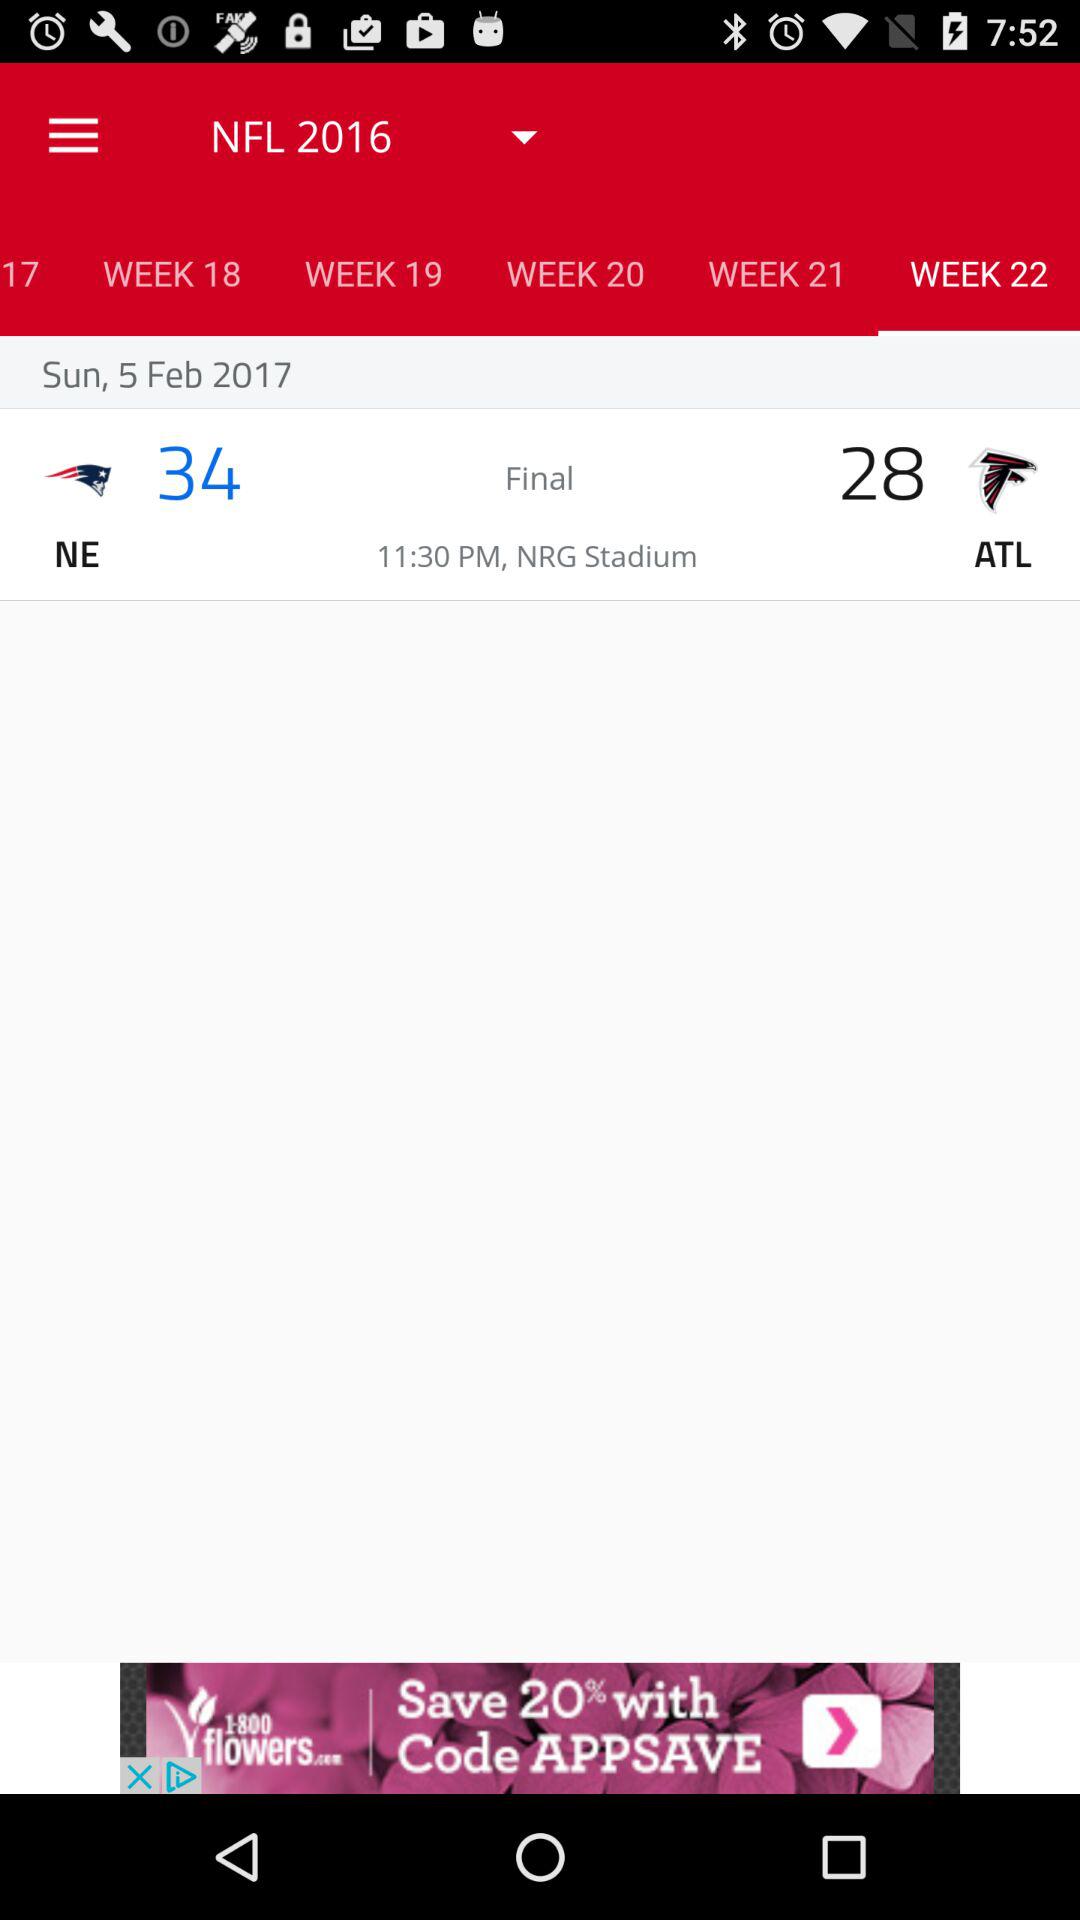 FAKE
7:52
NFL 2016
17 WEEK 18 WEEK 19 WEEK 20 WEEK 21 WEEK 22
Sun, 5 Feb 2017
34 Final 28
NE 11:30 PM, NRG Stadium ATL
1-800 flowers.com
Save 20% with
Code APPSAVE